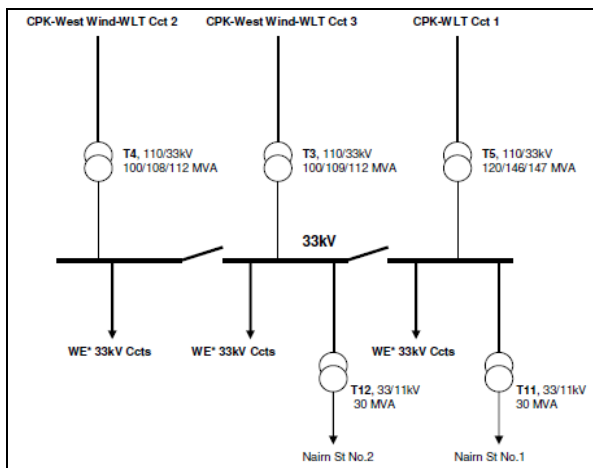 CPK-West Wind-WLT Cct 2
CPK-West Wind-WLT Cct 3
CPK-WLT Cct 1
T4, 110/33kV
100/108/112 MVA
T3, 110/33kV
100/109/112 MVA
T5, 110/33kV
120/146/147 MVA
33kV
WE* 33kV Ccts
WE* 33kV Ccts
WE* 33kV Ccts
T12, 33/11kV
30 MVA
T11, 33/11kV
30 MVA
Nairn St No.2
Nairn St No.1